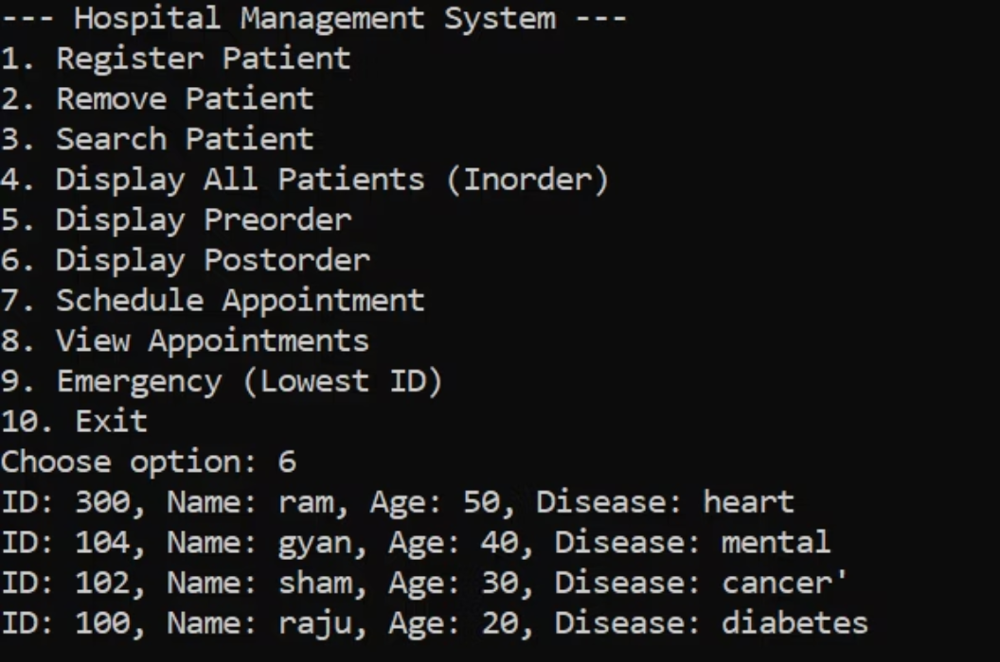 --- Hospital Management System ---
1. Register Patient
2. Remove Patient
3. Search Patient
4. Display All Patients (Inorder)
5. Display Preorder
6. Display Postorder
7. Schedule Appointment
8. View Appointments
9. Emergency (Lowest ID)
10. Exit
Choose option: 6
ID: 300, Name: ram, Age: 50, Disease: heart
ID: 104, Name: gyan, Age: 40, Disease: mental
ID: 102, Name: sham, Age: 30, Disease: cancer'
ID: 100, Name: raju, Age: 20, Disease: diabetes